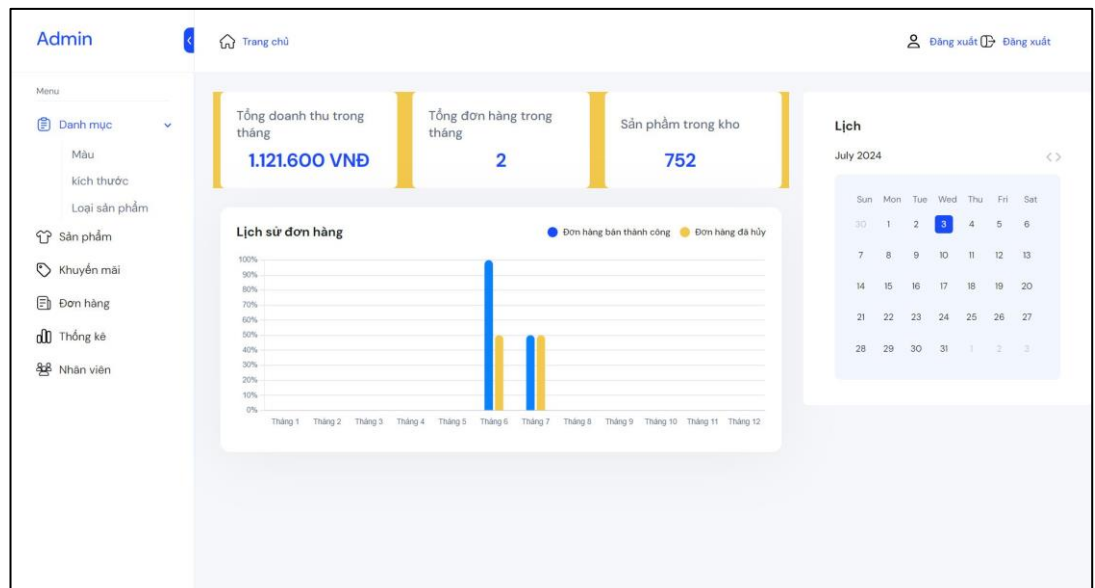 Admin
Trang chủ
Đăng xuất
Đăng xuất
Menu
Danh mục
Màu
kích thước
Loại sản phẩm
Sản phẩm
Khuyến mãi
Đơn hàng
Thống kê
Nhân viên
Tổng doanh thu trong
tháng
1.121.600 VNĐ
Tổng đơn hàng trong
tháng
2
Sản phẩm trong kho
752
Lịch sử đơn hàng
Đơn hàng bán thành công
Đơn hàng đã hủy
100%
90%
80%
70%
60%
50%
40%
30%
20%
10%
0%
Tháng 1 Tháng 2 Tháng 3 Tháng 4 Tháng 5 Tháng 6 Tháng 7 Tháng 8 Tháng 9 Tháng 10 Tháng 11 Tháng 12
Lịch
July 2024
Sun Mon Tue Wed Thu Fri Sat
30 1 2 3 4 5 6
7 8 9 10 11 12 13
14 15 16 17 18 19 20
21 22 23 24 25 26 27
28 29 30 31 1 2 3